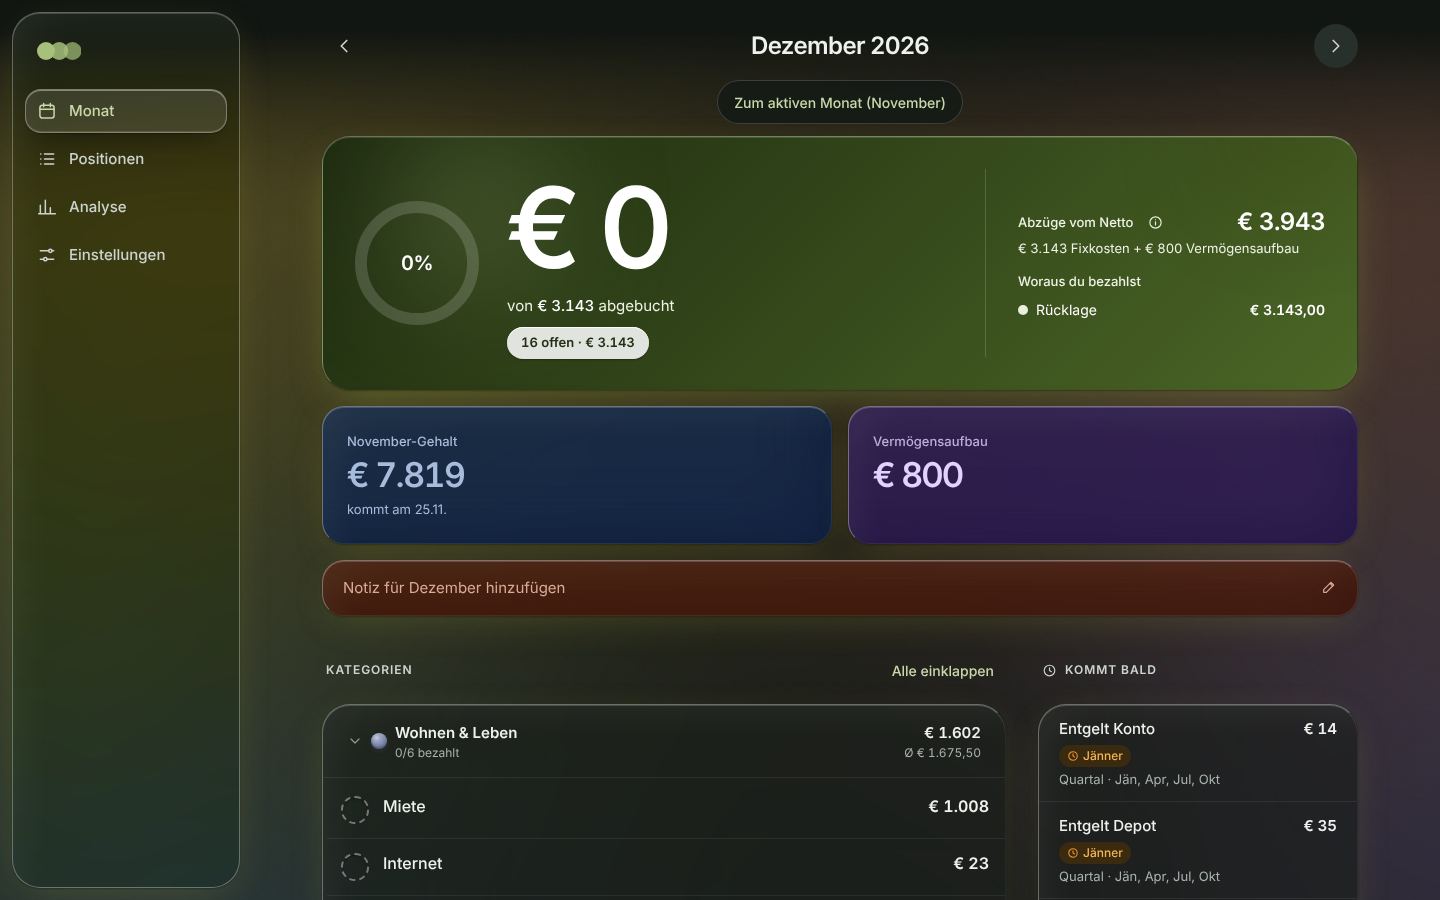 Dezember 2026
Zum aktiven Monat (November)
Monat
Positionen
Analyse
Einstellungen
0%
€ 0
von € 3.143 abgebucht
16 offen · € 3.143
Abzüge vom Netto € 3.943
€ 3.143 Fixkosten + € 800 Vermögensaufbau
Woraus du bezahlst
Rücklage € 3.143,00
November-Gehalt
€ 7.819
kommt am 25.11.
Vermögensaufbau
€ 800
Notiz für Dezember hinzufügen
KATEGORIEN Alle einklappen
Wohnen & Leben € 1.602
0/6 bezahlt Ø € 1.675,50
Miete € 1.008
Internet € 23
KOMMT BALD
Entgelt Konto € 14
Jänner
Quartal · Jän, Apr, Jul, Okt
Entgelt Depot € 35
Jänner
Quartal · Jän, Apr, Jul, Okt